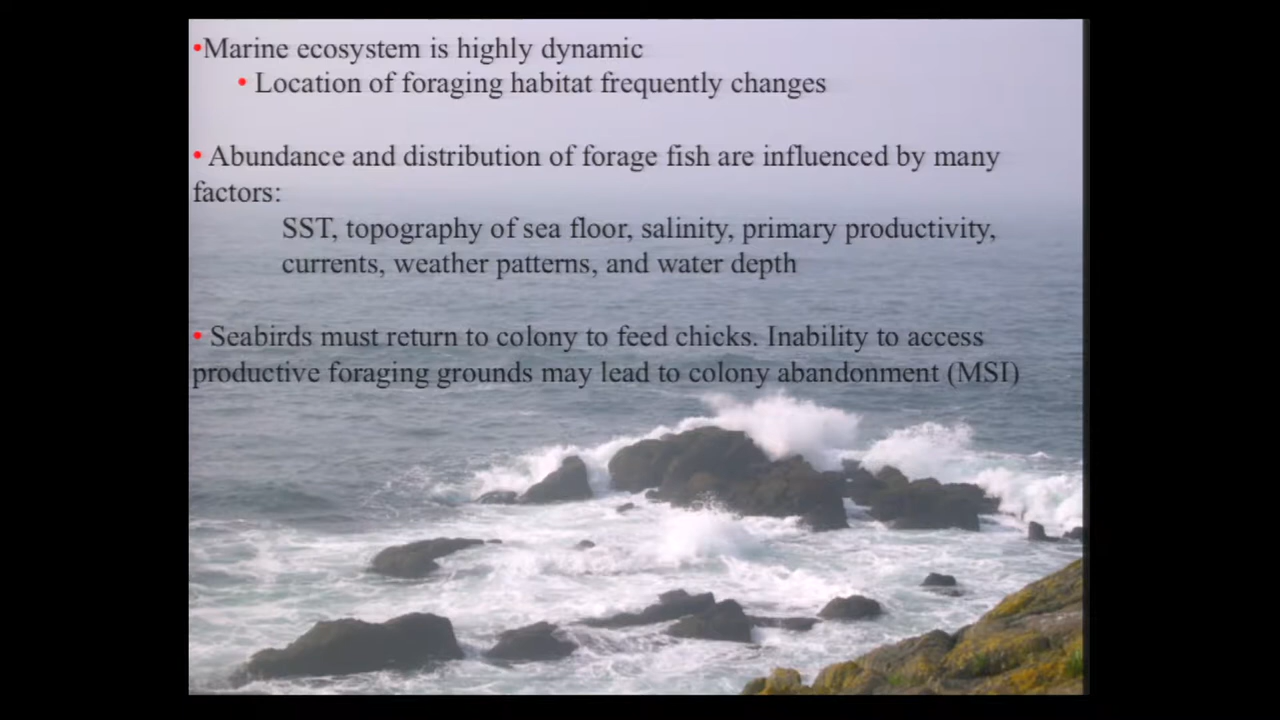 •Marine ecosystem is highly dynamic
• Location of foraging habitat frequently changes
• Abundance and distribution of forage fish are influenced by many
factors:
SST, topography of sea floor, salinity, primary productivity,
currents, weather patterns, and water depth
• Seabirds must return to colony to feed chicks. Inability to access
productive foraging grounds may lead to colony abandonment (MSI)